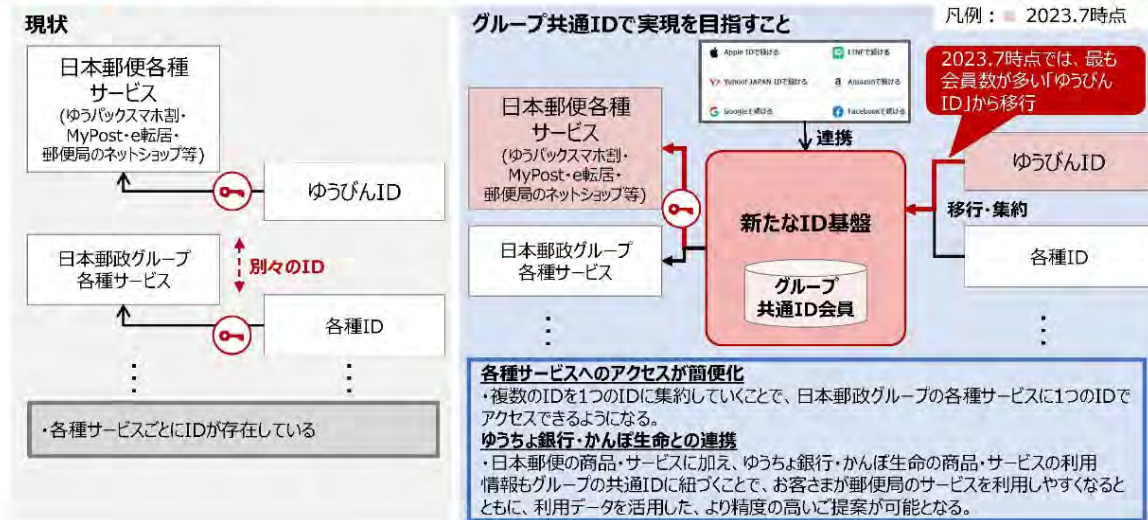 現状
日本郵便各種
サービス
(ゆうパックスマホ割・
MyPost・e転居・
郵便局のネットショップ等)
ゆうびんID
別々のID
日本郵政グループ
各種サービス
各種ID
・各種サービスごとにIDが存在している
グループ共通IDで実現を目指すこと
凡例： 2023.7時点
Apple IDで続ける
LINEで続ける
Yahoo! JAPAN IDで続ける
Amazonで続ける
Googleで続ける
Facebookで続ける
2023.7時点では、最も
会員数が多い「ゆうびん
ID」から移行
連携
日本郵便各種
サービス
(ゆうパックスマホ割・
MyPost・e転居・
郵便局のネットショップ等)
日本郵政グループ
各種サービス
新たなID基盤
グループ
共通ID会員
ゆうびんID
移行・集約
各種ID
各種サービスへのアクセスが簡便化
・複数のIDを1つのIDに集約していくことで、日本郵政グループの各種サービスに1つのIDで
アクセスできるようになる。
ゆうちょ銀行・かんぽ生命との連携
・日本郵便の商品・サービスに加え、ゆうちょ銀行・かんぽ生命の商品・サービスの利用
情報もグループの共通IDに紐づくことで、お客さまが郵便局のサービスを利用しやすくなると
ともに、利用データを活用した、より精度の高いご提案が可能となる。